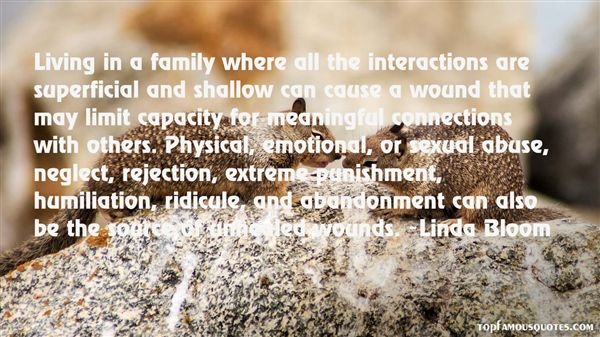 Living in a family where all the interactions are
superficial and shallow can cause a wound that
may limit capacity for meaningful connections
with others. Physical, emotional, or sexual abuse,
neglect, rejection, extreme punishment,
humiliation, ridicule, and abandonment can also
be the source of unhealed wounds. -Linda Bloom
TOPFAMOUSQUOTES.COM